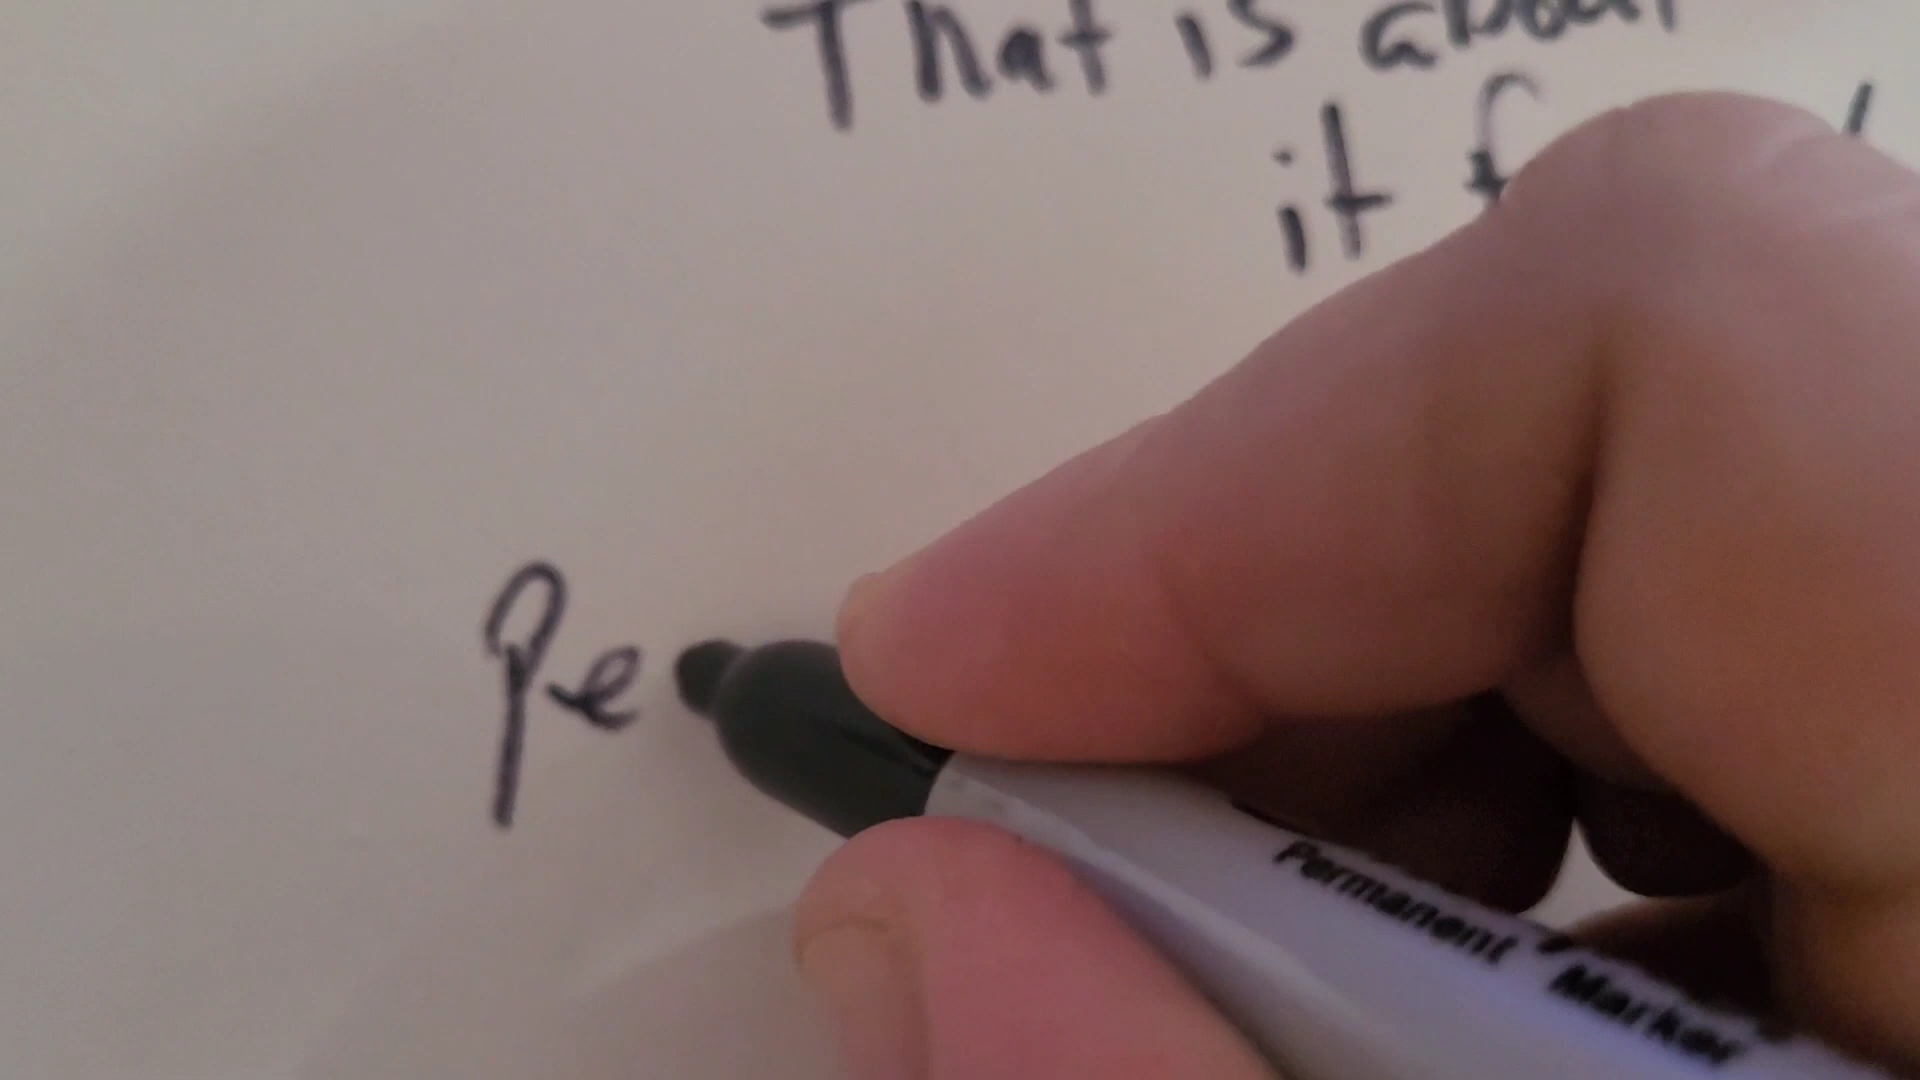 That is about
it
Pe
Permanent Marker